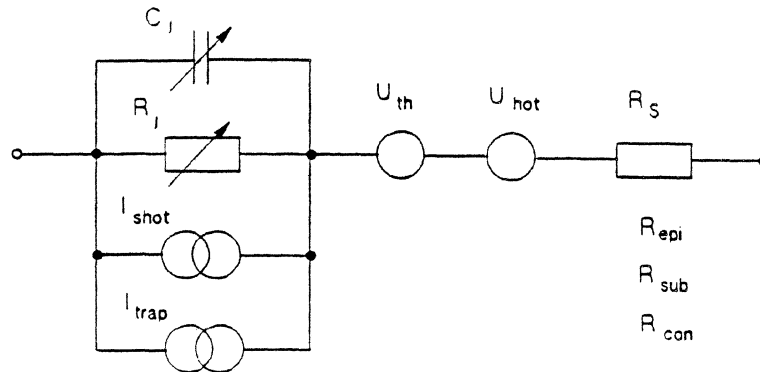 C_j
R_j
U_th
U_hot
R_S
I_shot
I_trap
R_epi
R_sub
R_con